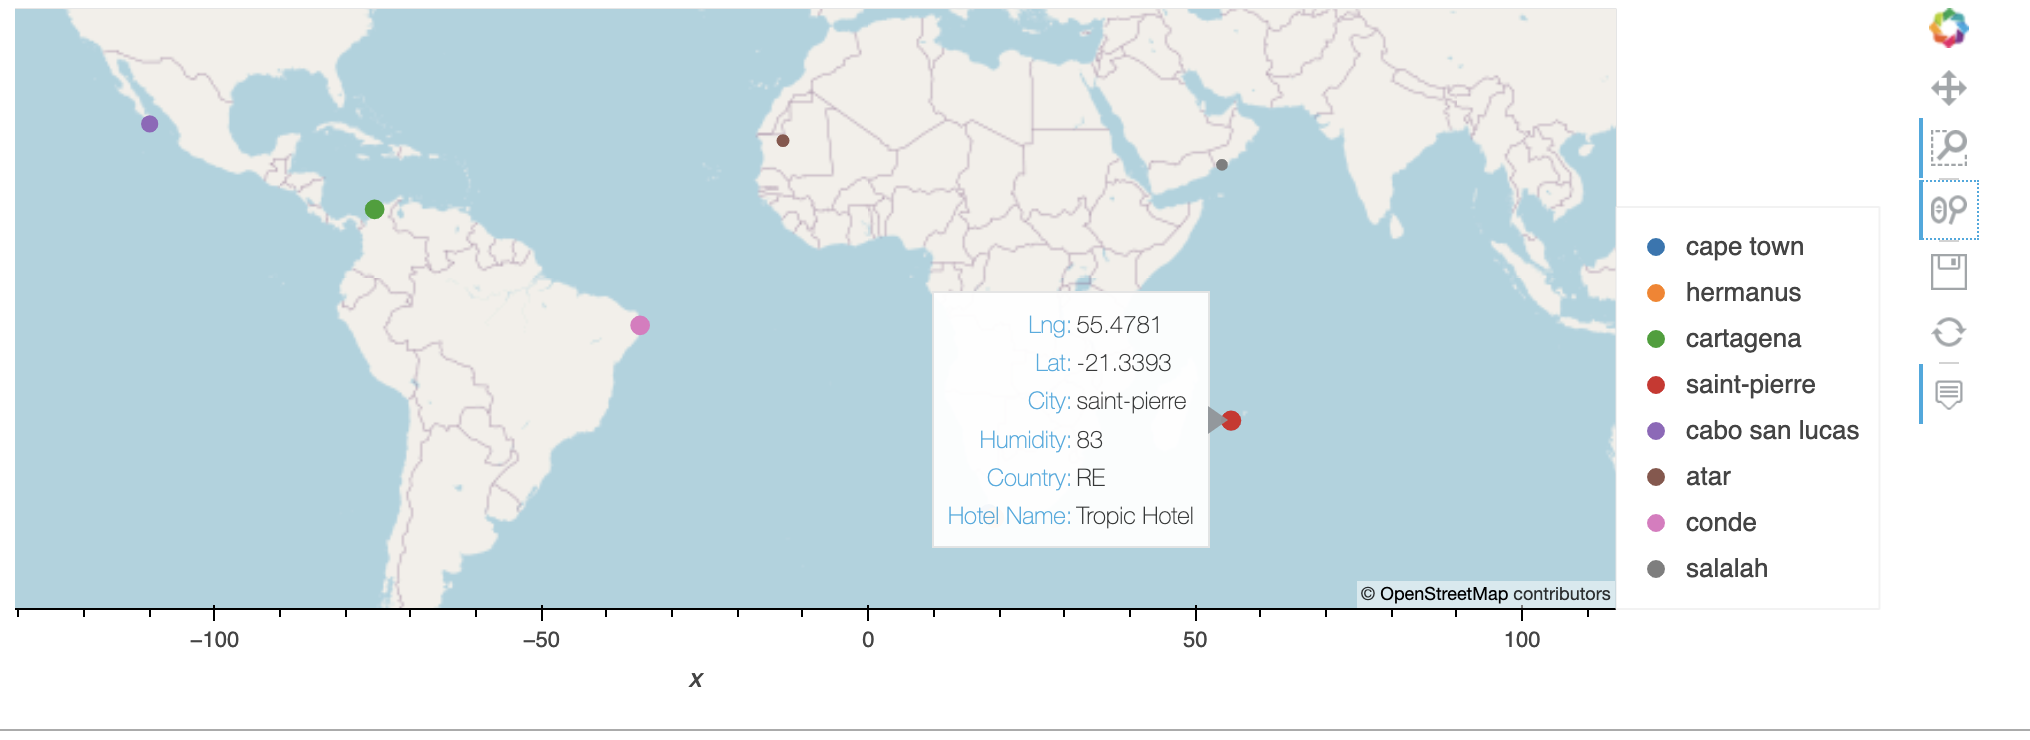 Lng: 55.4781
Lat: -21.3393
City: saint-pierre
Humidity: 83
Country: RE
Hotel Name: Tropic Hotel
© OpenStreetMap contributors
cape town
hermanus
cartagena
saint-pierre
cabo san lucas
atar
conde
salalah
−100 −50 0 50 100
x